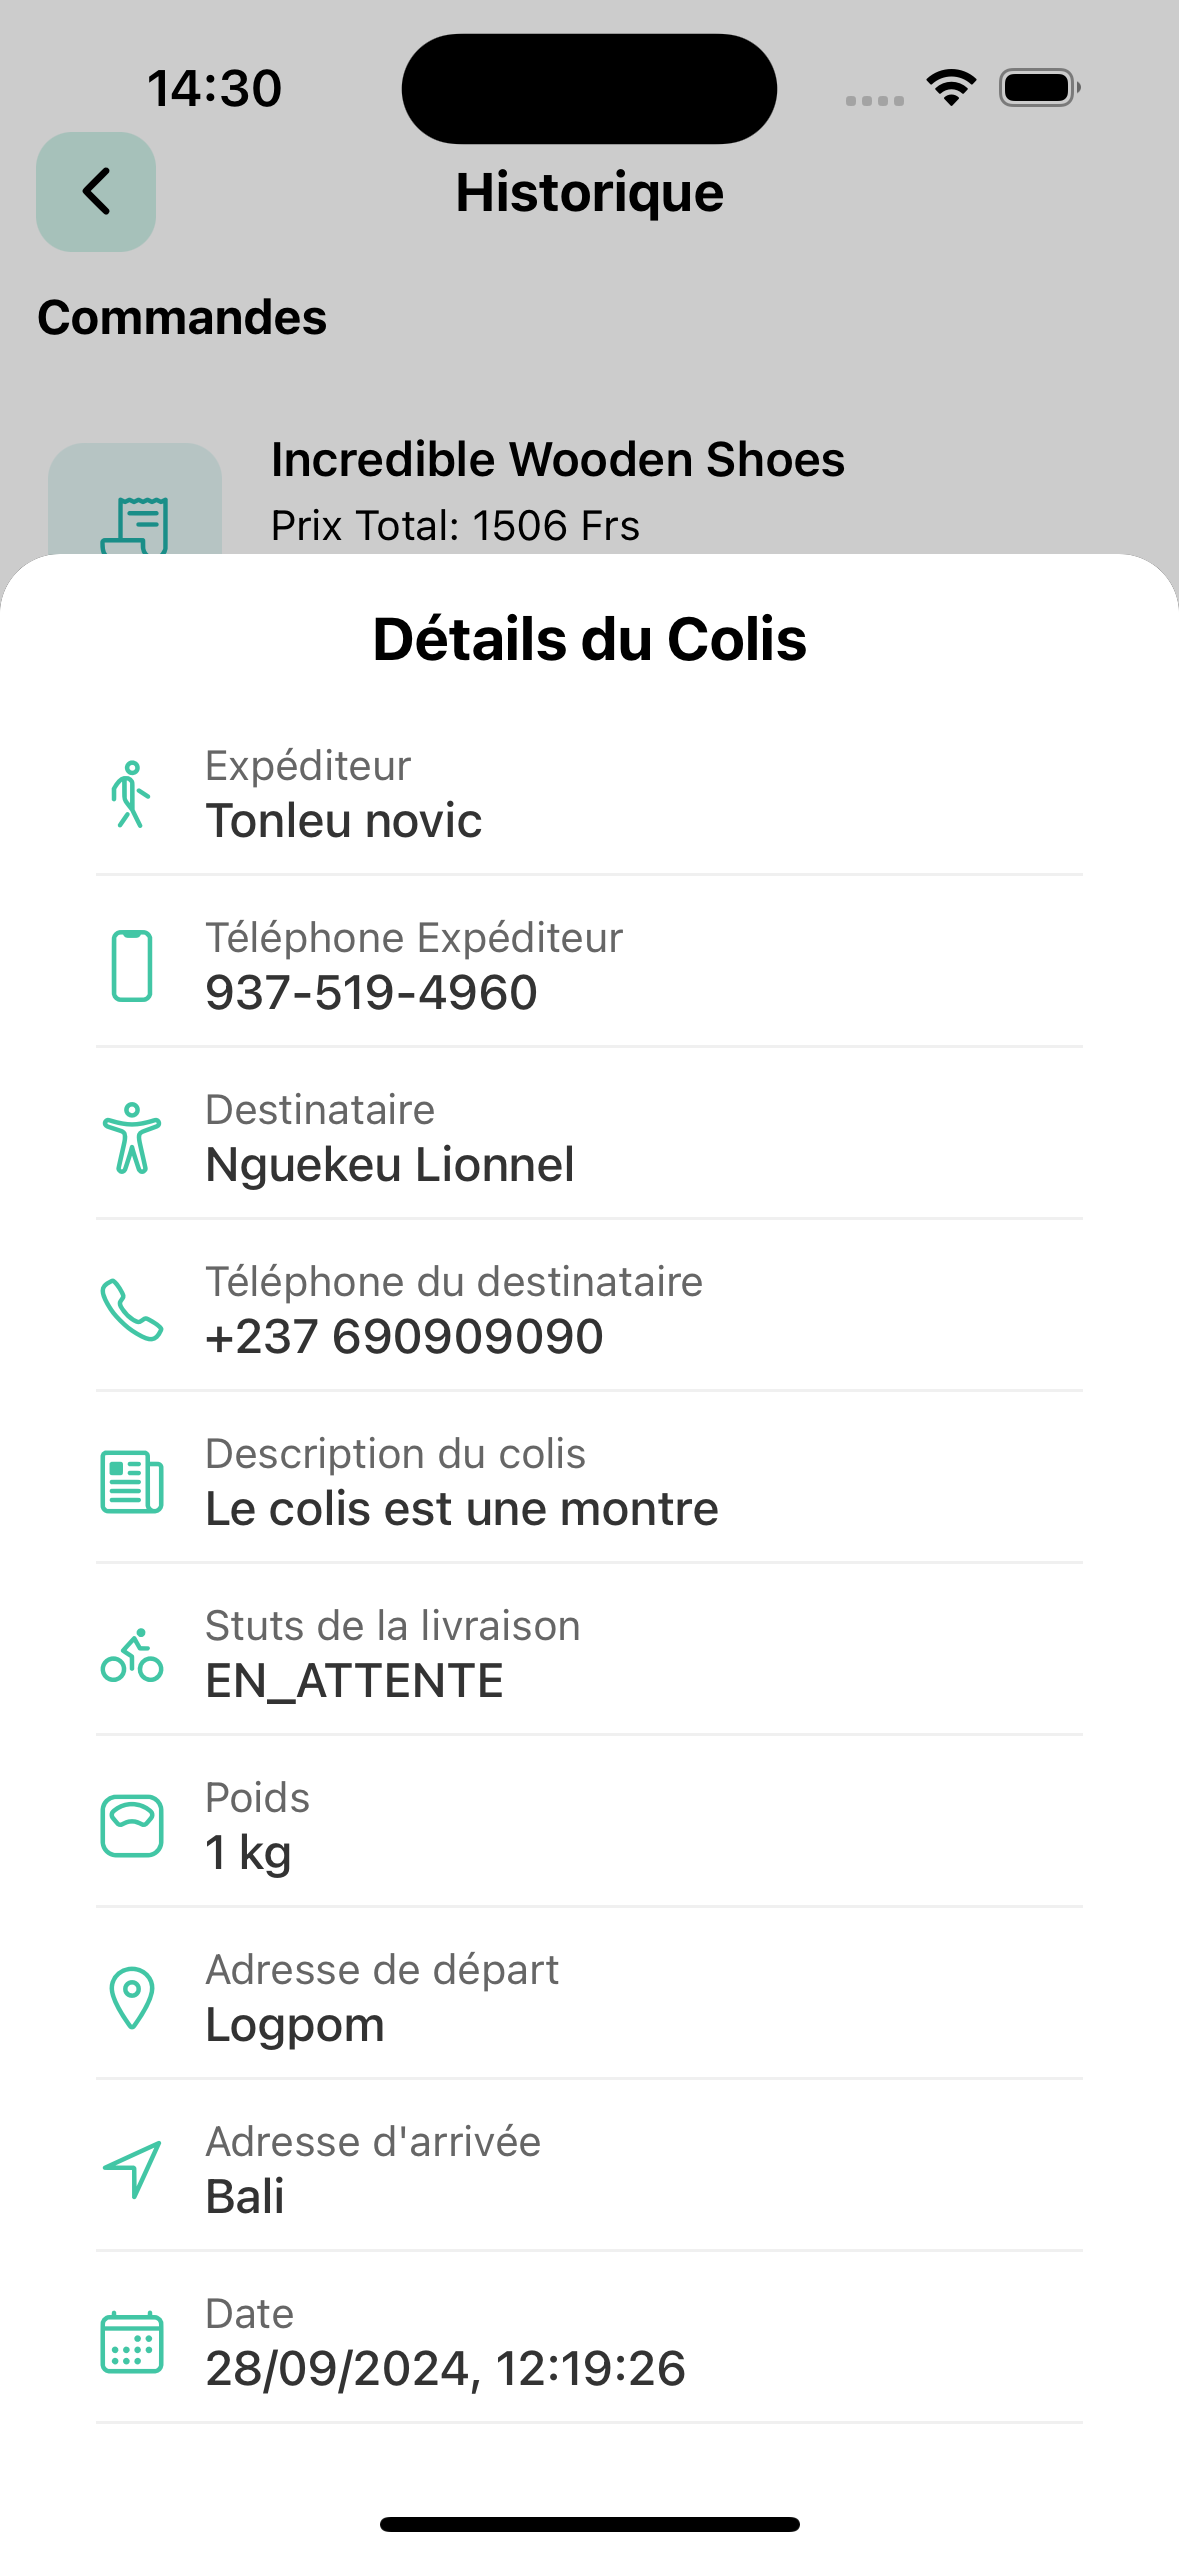 14:30
Historique
Commandes
Incredible Wooden Shoes
Prix Total: 1506 Frs
Détails du Colis
Expéditeur
Tonleu novic
Téléphone Expéditeur
937-519-4960
Destinataire
Nguekeu Lionnel
Téléphone du destinataire
+237 690909090
Description du colis
Le colis est une montre
Stuts de la livraison
EN_ATTENTE
Poids
1 kg
Adresse de départ
Logpom
Adresse d'arrivée
Bali
Date
28/09/2024, 12:19:26